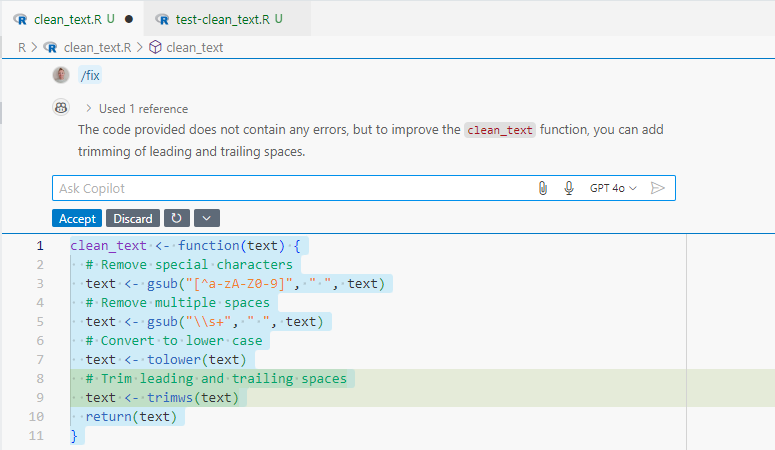 clean_text.R U ● test-clean_text.R U
R > clean_text.R > clean_text
/fix
> Used 1 reference
The code provided does not contain any errors, but to improve the clean_text function, you can add
trimming of leading and trailing spaces.
Ask Copilot GPT 4o
Accept Discard
1 clean_text <- function(text) {
2   # Remove special characters
3   text <- gsub("[^a-zA-Z0-9]", " ", text)
4   # Remove multiple spaces
5   text <- gsub("\\s+", " ", text)
6   # Convert to lower case
7   text <- tolower(text)
8   # Trim leading and trailing spaces
9   text <- trimws(text)
10   return(text)
11 }